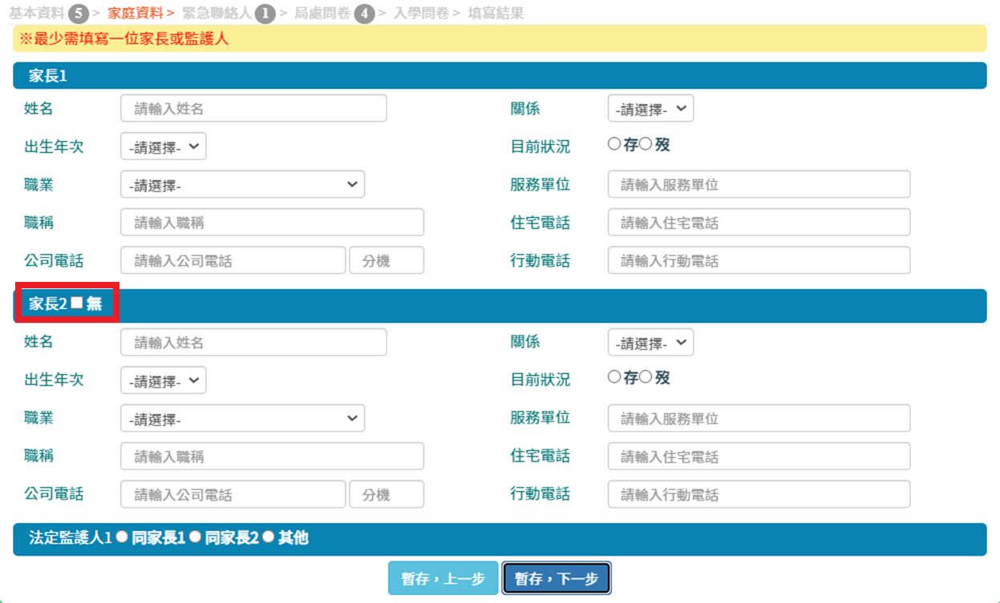 基本資料 5 > 家庭資料 > 緊急聯絡人 1 > 局處問卷 4 > 入學問卷 > 填寫結果
※最少需填寫一位家長或監護人
家長1
姓名 請輸入姓名 關係 -請選擇-
出生年次 -請選擇- 目前狀況 存 歿
職業 -請選擇- 服務單位 請輸入服務單位
職稱 請輸入職稱 住宅電話 請輸入住宅電話
公司電話 請輸入公司電話 分機 行動電話 請輸入行動電話
家長2 無
姓名 請輸入姓名 關係 -請選擇-
出生年次 -請選擇- 目前狀況 存 歿
職業 -請選擇- 服務單位 請輸入服務單位
職稱 請輸入職稱 住宅電話 請輸入住宅電話
公司電話 請輸入公司電話 分機 行動電話 請輸入行動電話
法定監護人1 同家長1 同家長2 其他
暫存，上一步 暫存，下一步